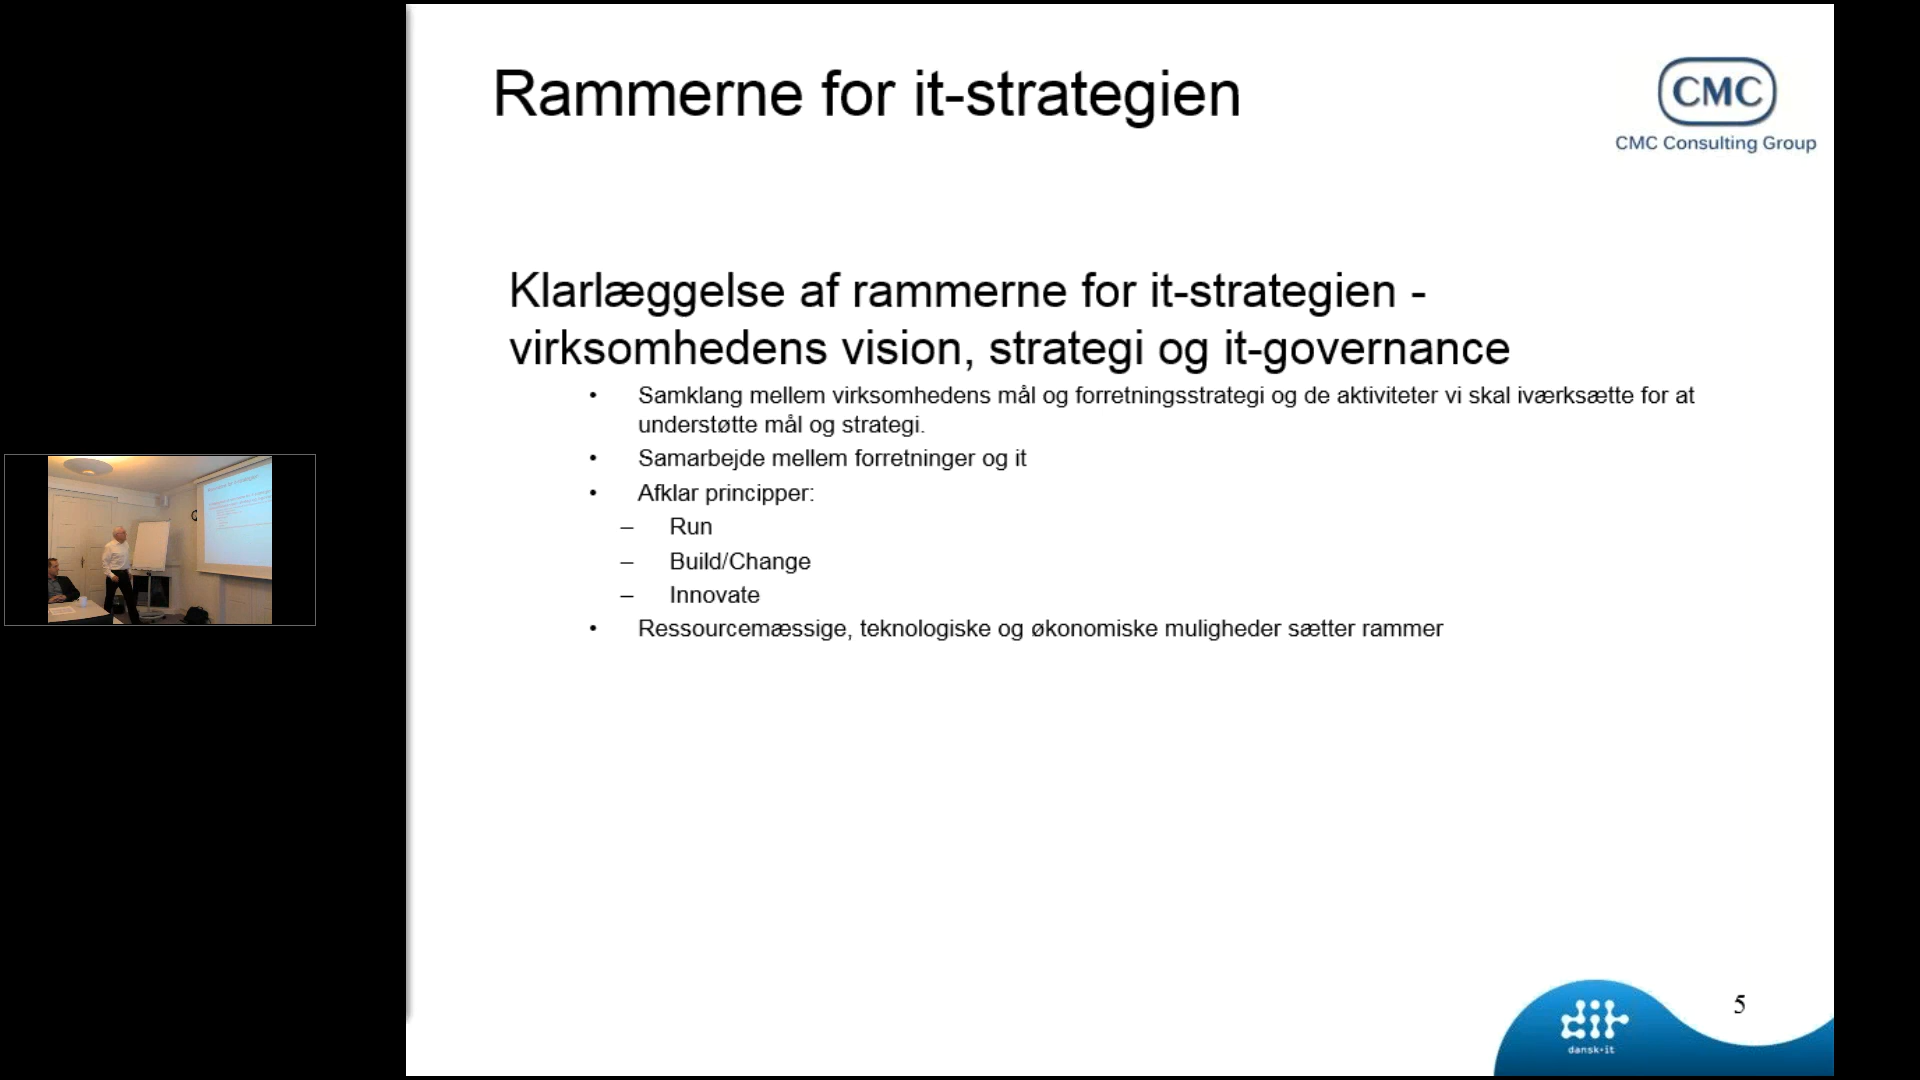 Rammerne for it-strategien
CMC
CMC Consulting Group
Klarlæggelse af rammerne for it-strategien -
virksomhedens vision, strategi og it-governance
• Samklang mellem virksomhedens mål og forretningsstrategi og de aktiviteter vi skal iværksætte for at
understøtte mål og strategi.
• Samarbejde mellem forretninger og it
• Afklar principper:
– Run
– Build/Change
– Innovate
• Ressourcemæssige, teknologiske og økonomiske muligheder sætter rammer
5
dit
dansk-it